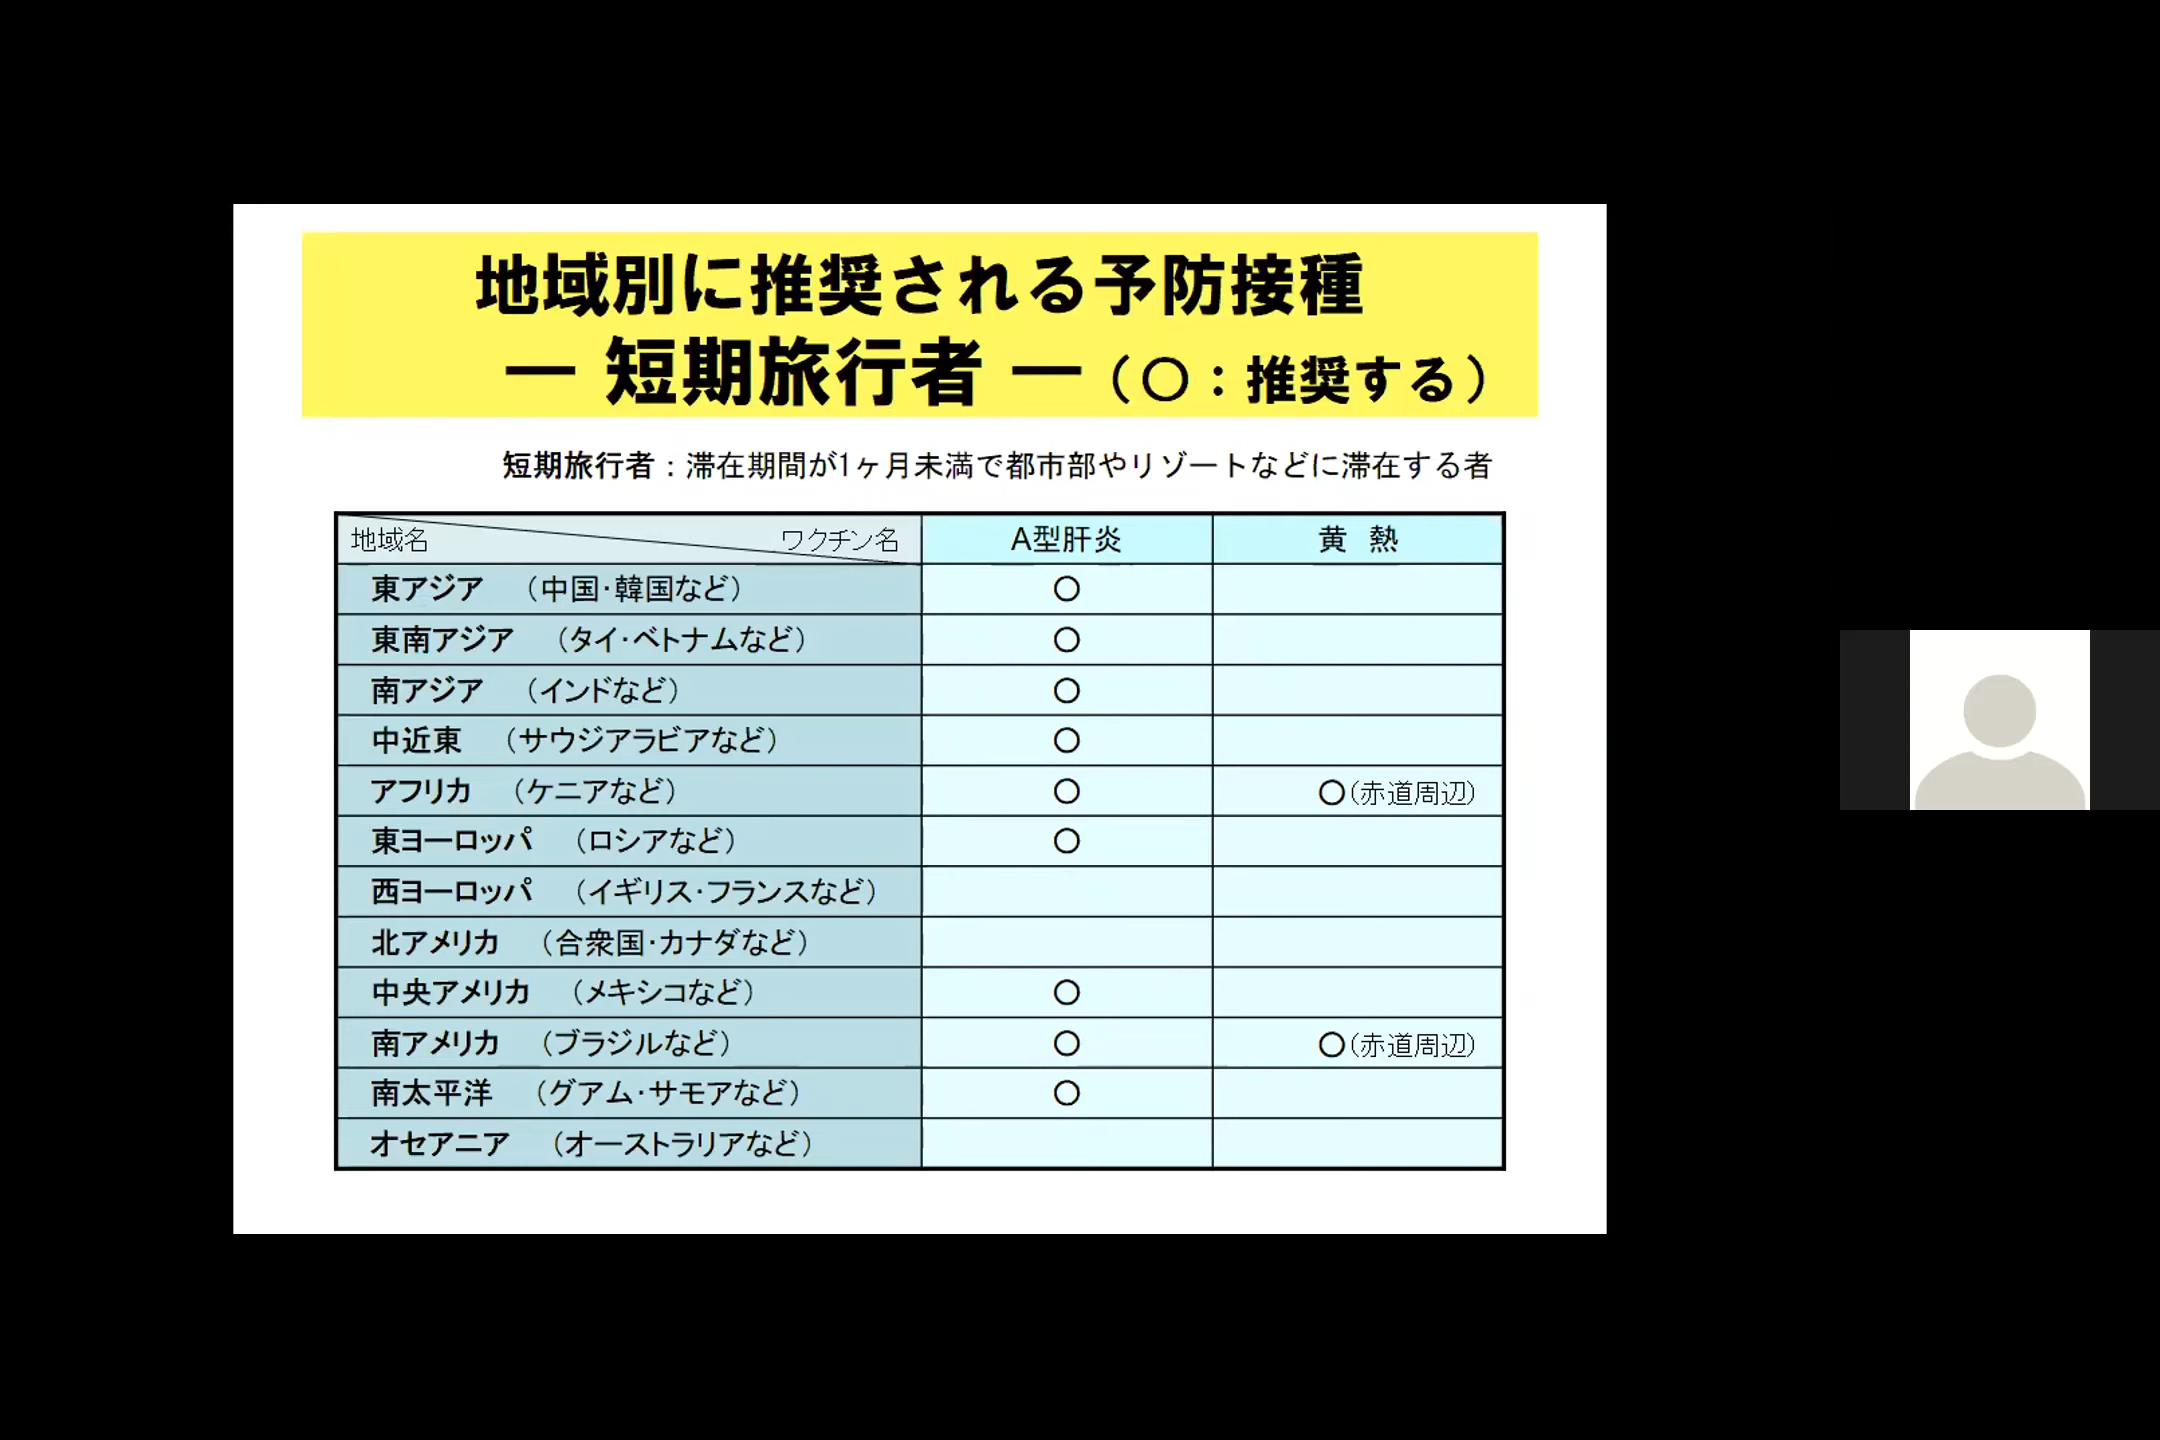 地域別に推奨される予防接種
― 短期旅行者 ―（〇：推奨する）
短期旅行者：滞在期間が1ヶ月未満で都市部やリゾートなどに滞在する者
地域名 ワクチン名 A型肝炎 黄 熱
東アジア （中国・韓国など） 〇
東南アジア （タイ・ベトナムなど） 〇
南アジア （インドなど） 〇
中近東 （サウジアラビアなど） 〇
アフリカ （ケニアなど） 〇 〇（赤道周辺）
東ヨーロッパ （ロシアなど） 〇
西ヨーロッパ （イギリス・フランスなど）
北アメリカ （合衆国・カナダなど）
中央アメリカ （メキシコなど） 〇
南アメリカ （ブラジルなど） 〇 〇（赤道周辺）
南太平洋 （グアム・サモアなど） 〇
オセアニア （オーストラリアなど）